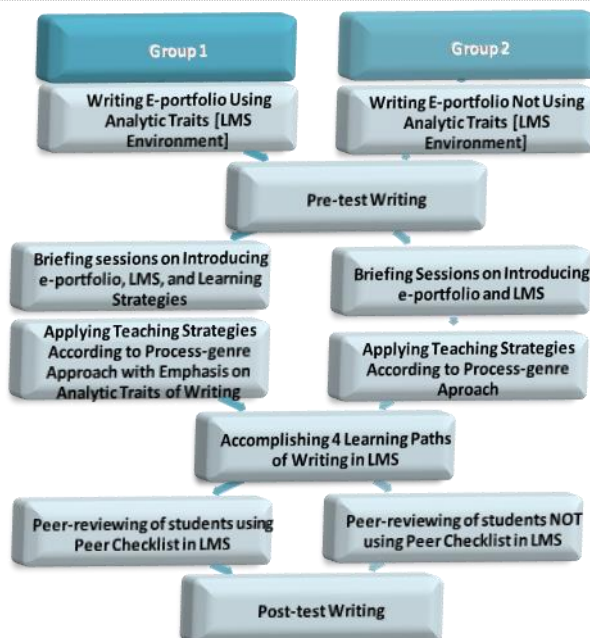 Group 1
Group 2
Writing E-portfolio Using
Analytic Traits [LMS
Environment]
Writing E-portfolio Not Using
Analytic Traits [LMS
Environment]
Pre-test Writing
Briefing sessions on Introducing
e-portfolio, LMS, and Learning
Strategies
Briefing Sessions on Introducing
e-portfolio and LMS
Applying Teaching Strategies
According to Process-genre
Approach with Emphasis on
Analytic Traits of Writing
Applying Teaching Strategies
According to Process-genre
Aproach
Accomplishing 4 Learning Paths
of Writing in LMS
Peer-reviewing of students using
Peer Checklist in LMS
Peer-reviewing of students NOT
using Peer Checklist in LMS
Post-test Writing